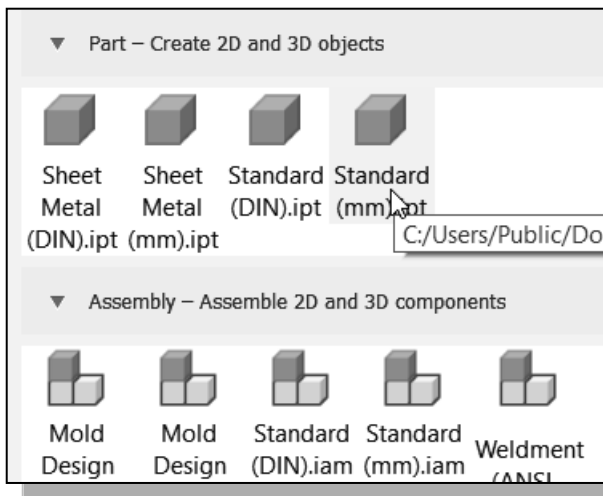 Part – Create 2D and 3D objects
Sheet Sheet Standard Standard
Metal Metal (DIN).ipt (mm).ipt
(DIN).ipt (mm).ipt
C:/Users/Public/Do
Assembly – Assemble 2D and 3D components
Mold Mold Standard Standard Weldment
Design Design (DIN).iam (mm).iam (ANSI